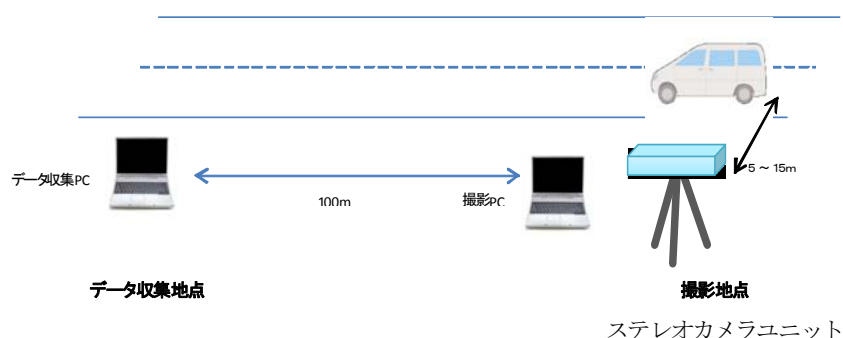 5 ~ 15m
データ収集PC
100m
撮影PC
データ収集地点
撮影地点
ステレオカメラユニット